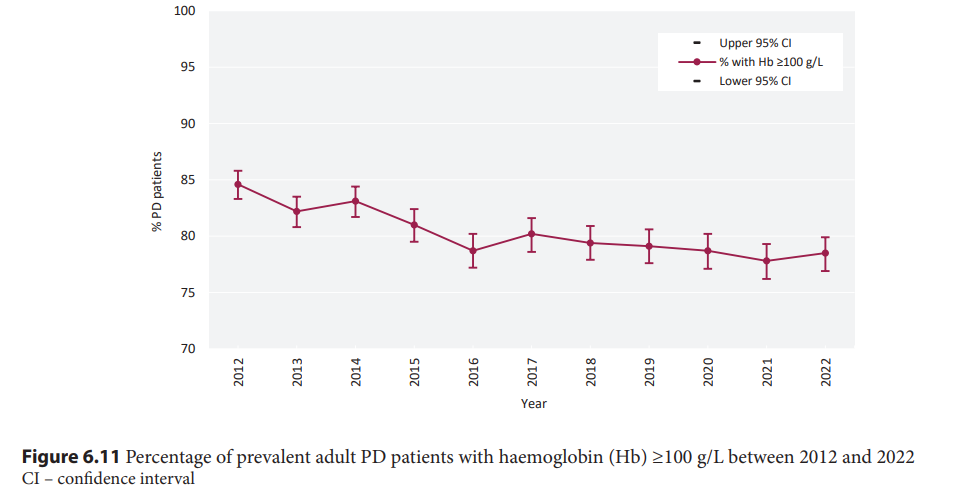 100
95
90
85
80
75
70
% PD patients
Upper 95% CI
% with Hb ≥100 g/L
Lower 95% CI
2012
2013
2014
2015
2016
2017
2018
2019
2020
2021
2022
Year
Figure 6.11 Percentage of prevalent adult PD patients with haemoglobin (Hb) ≥100 g/L between 2012 and 2022
CI – confidence interval